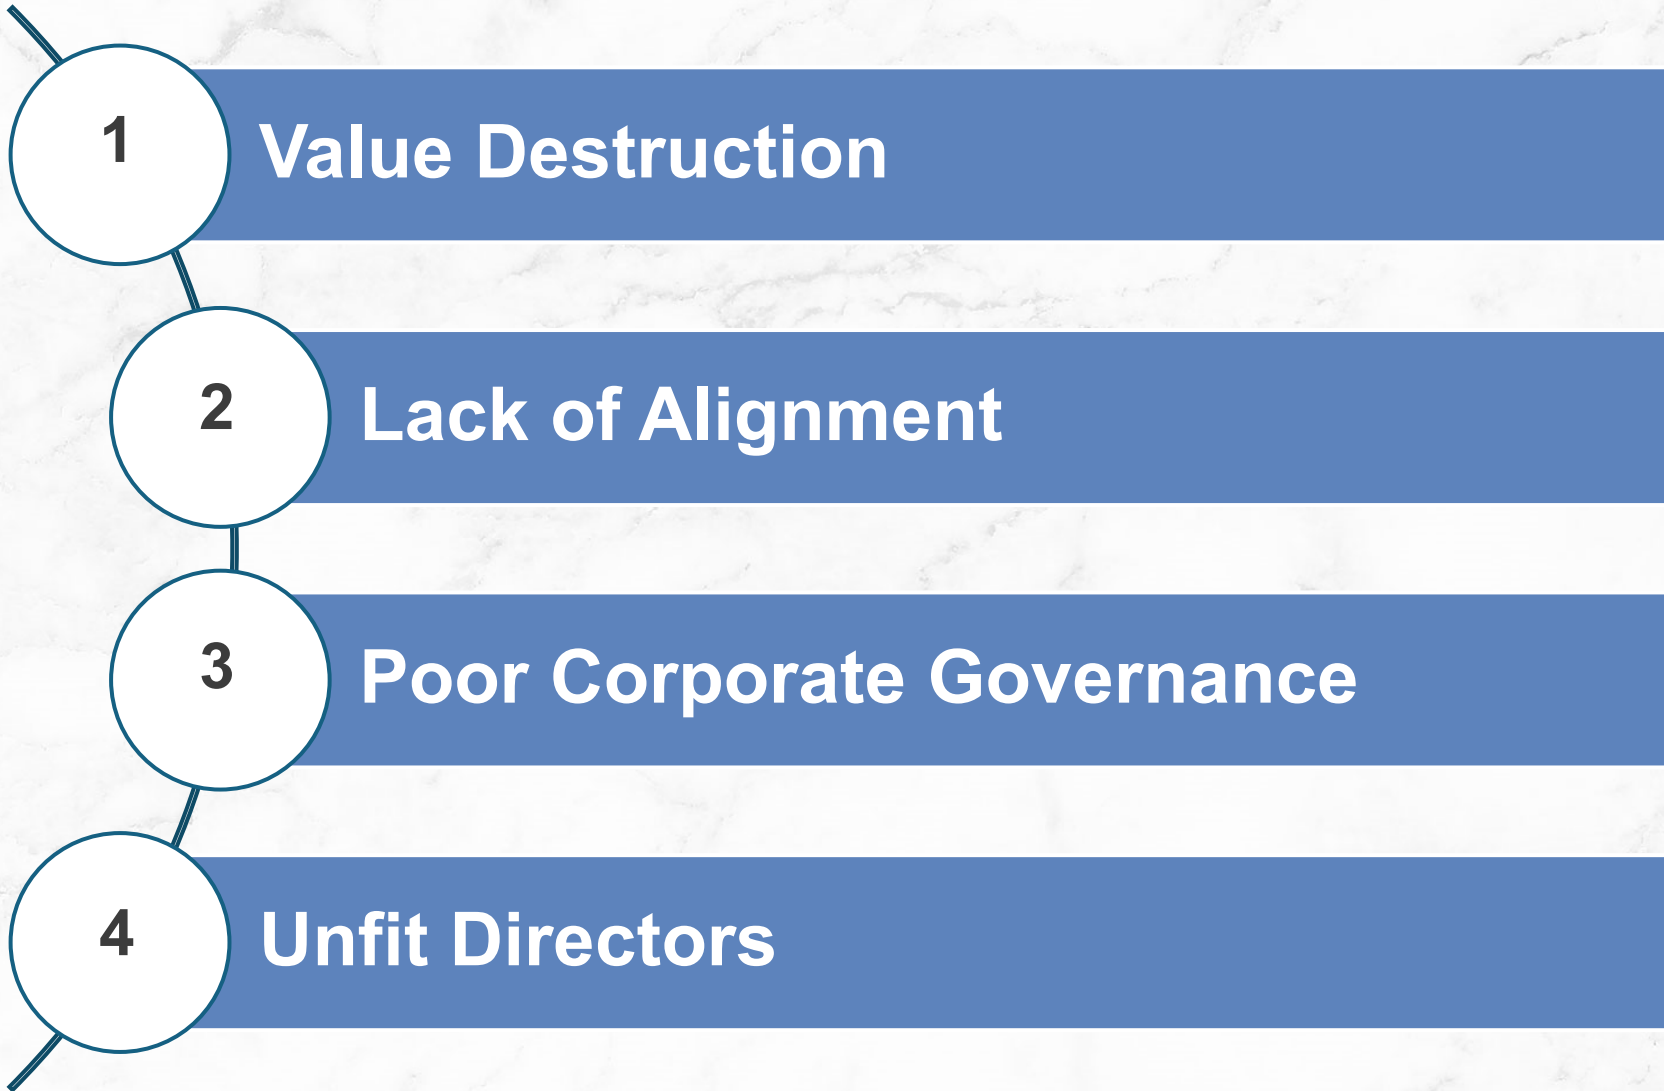 1
Value Destruction
2
Lack of Alignment
3
Poor Corporate Governance
4
Unfit Directors